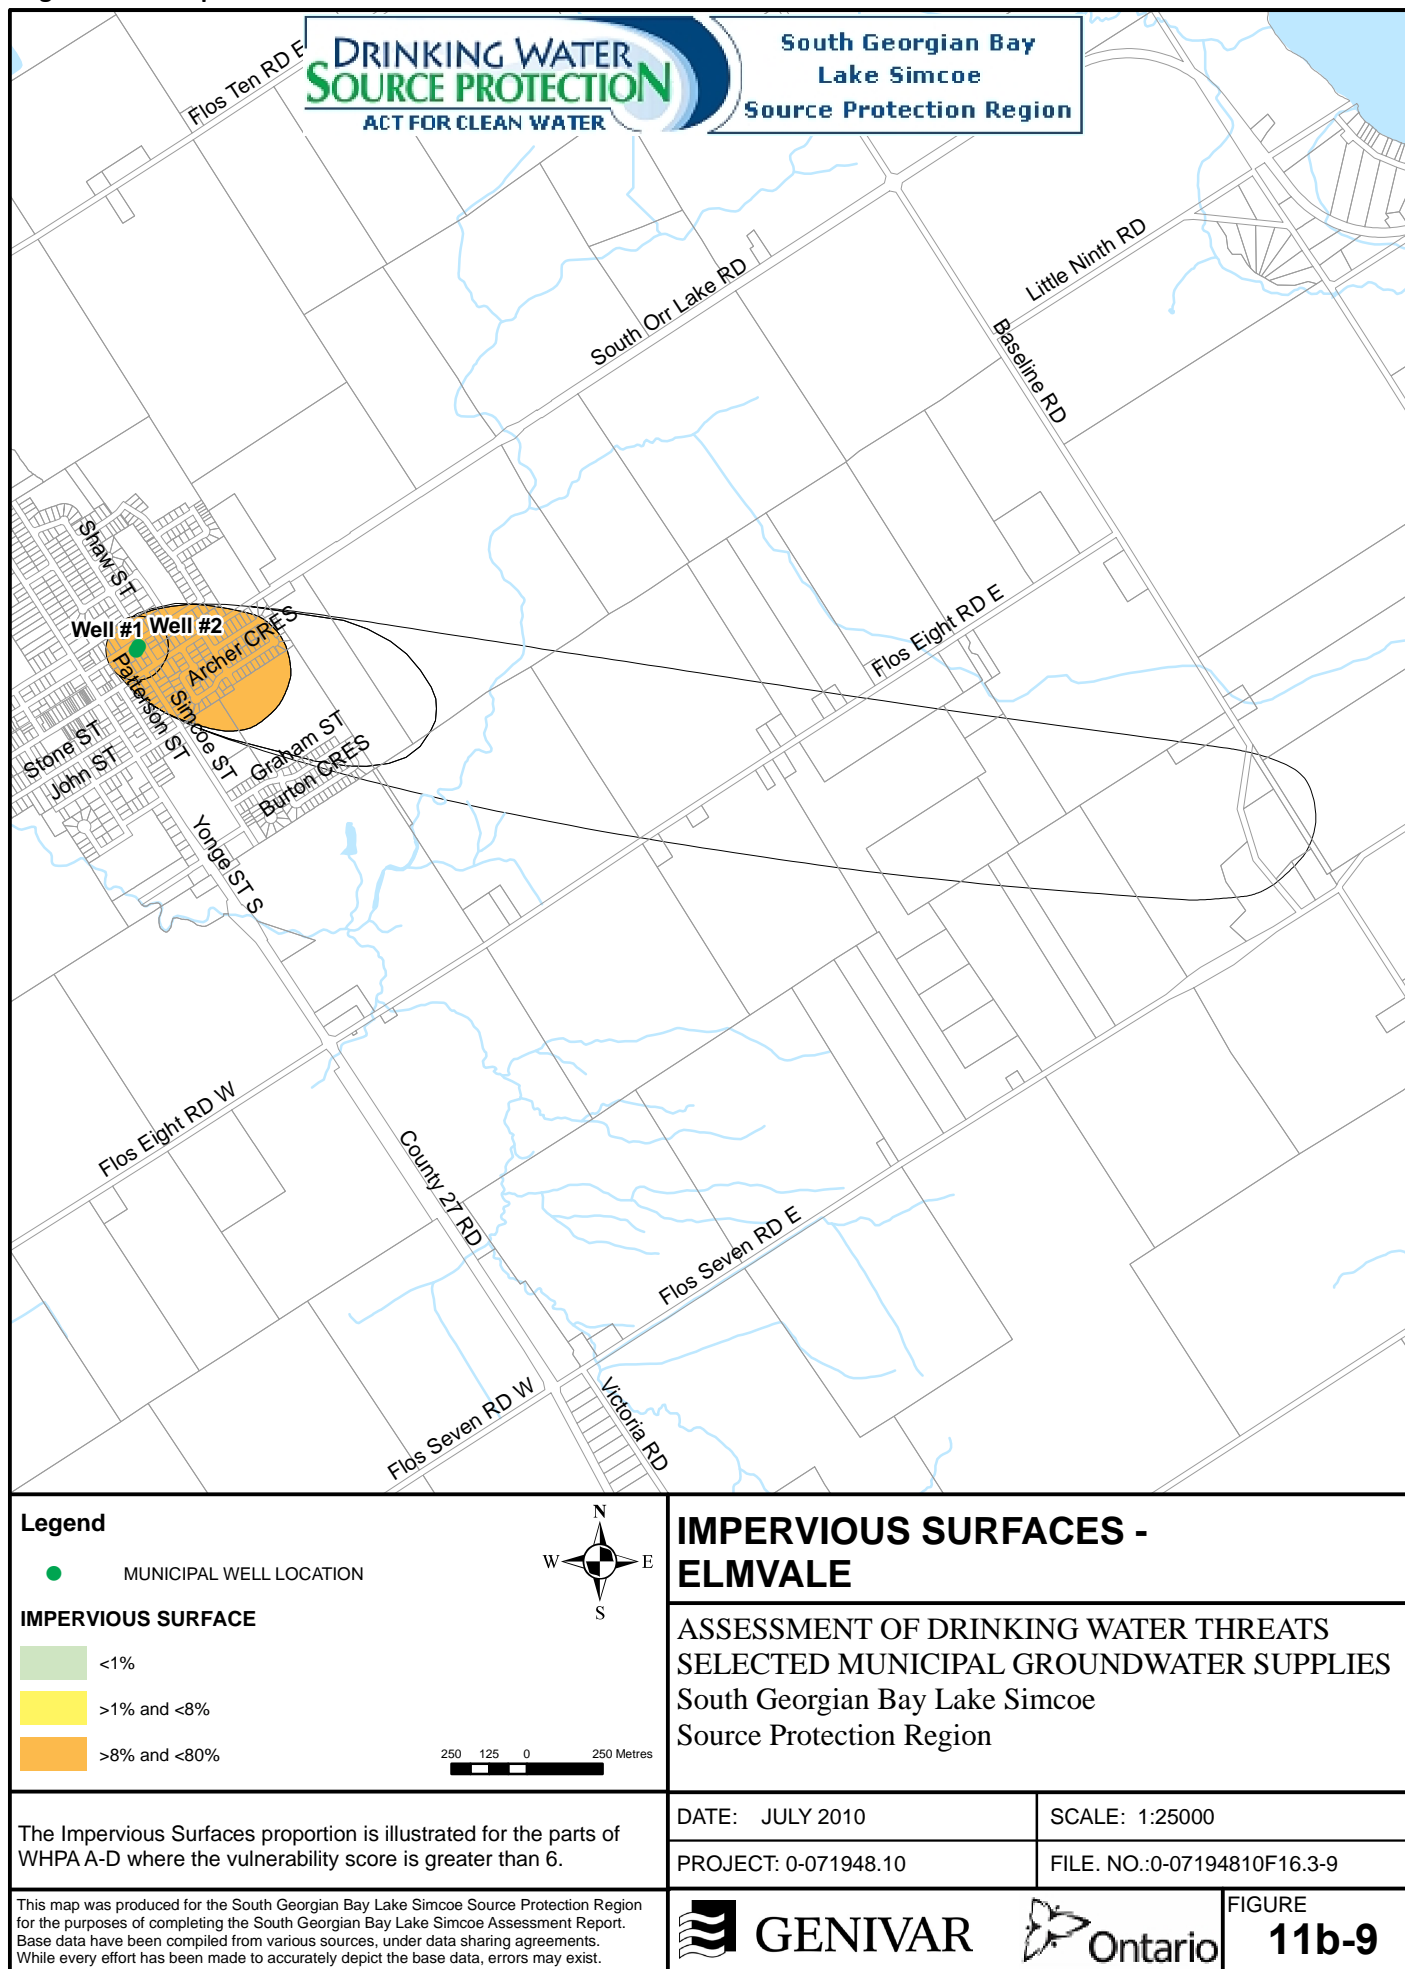 DRINKING WATER
SOURCE PROTECTION
ACT FOR CLEAN WATER
South Georgian Bay
Lake Simcoe
Source Protection Region
Flos Ten RD E
South Orr Lake RD
Little Ninth RD
Baseline RD
Shaw ST
Well #1
Well #2
Archer CRES
Patterson ST
Simcoe ST
Stone ST
John ST
Graham ST
Burton CRES
Yonge ST S
Flos Eight RD E
Flos Eight RD W
County 27 RD
Flos Seven RD E
Flos Seven RD W
Victoria RD
Legend
MUNICIPAL WELL LOCATION
IMPERVIOUS SURFACE
<1%
>1% and <8%
>8% and <80%
N
W
E
S
250 125 0 250 Metres
The Impervious Surfaces proportion is illustrated for the parts of
WHPA A-D where the vulnerability score is greater than 6.
This map was produced for the South Georgian Bay Lake Simcoe Source Protection Region
for the purposes of completing the South Georgian Bay Lake Simcoe Assessment Report.
Base data have been compiled from various sources, under data sharing agreements.
While every effort has been made to accurately depict the base data, errors may exist.
IMPERVIOUS SURFACES -
ELMVALE
ASSESSMENT OF DRINKING WATER THREATS
SELECTED MUNICIPAL GROUNDWATER SUPPLIES
South Georgian Bay Lake Simcoe
Source Protection Region
DATE: JULY 2010
SCALE: 1:25000
PROJECT: 0-071948.10
FILE. NO.:0-07194810F16.3-9
GENIVAR
Ontario
FIGURE
11b-9